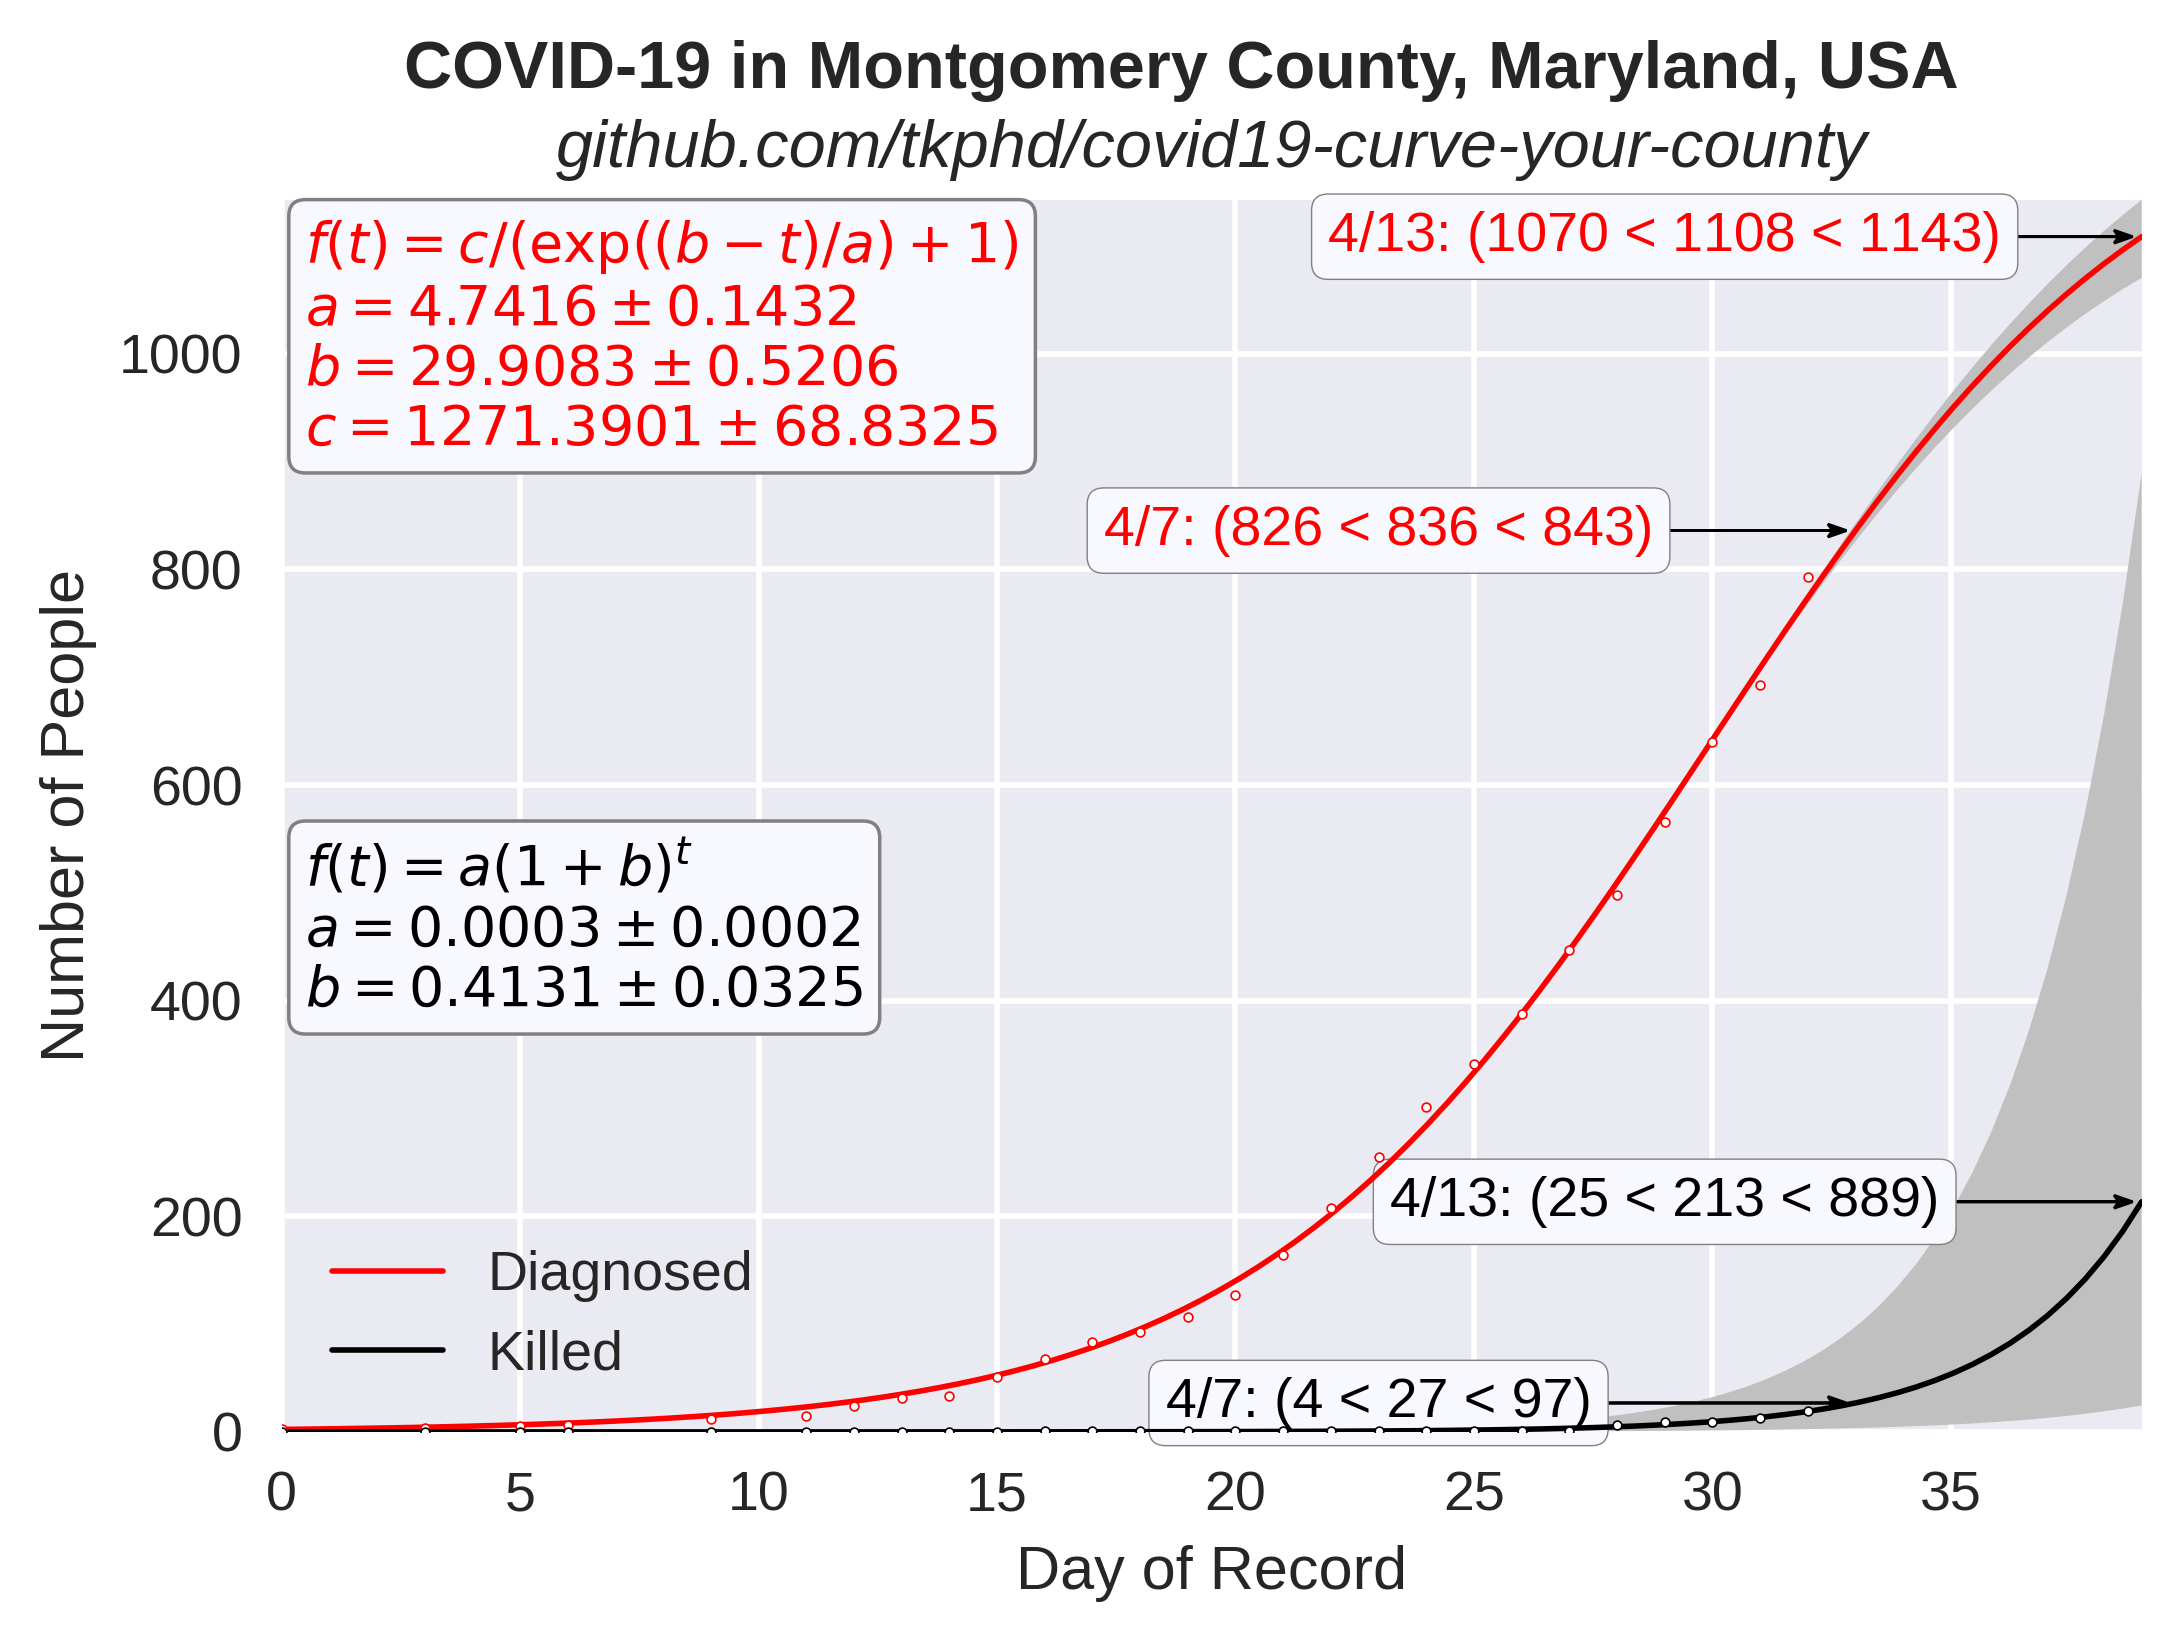 COVID-19 in Montgomery County, Maryland, USA
github.com/tkphd/covid19-curve-your-county
f(t) = c/(exp((b − t)/a) + 1)
a = 4.7416 ± 0.1432
b = 29.9083 ± 0.5206
c = 1271.3901 ± 68.8325
4/13: (1070 < 1108 < 1143)
4/7: (826 < 836 < 843)
f(t) = a(1 + b)^t
a = 0.0003 ± 0.0002
b = 0.4131 ± 0.0325
4/13: (25 < 213 < 889)
4/7: (4 < 27 < 97)
Diagnosed
Killed
Number of People
1000
800
600
400
200
0
0 5 10 15 20 25 30 35
Day of Record